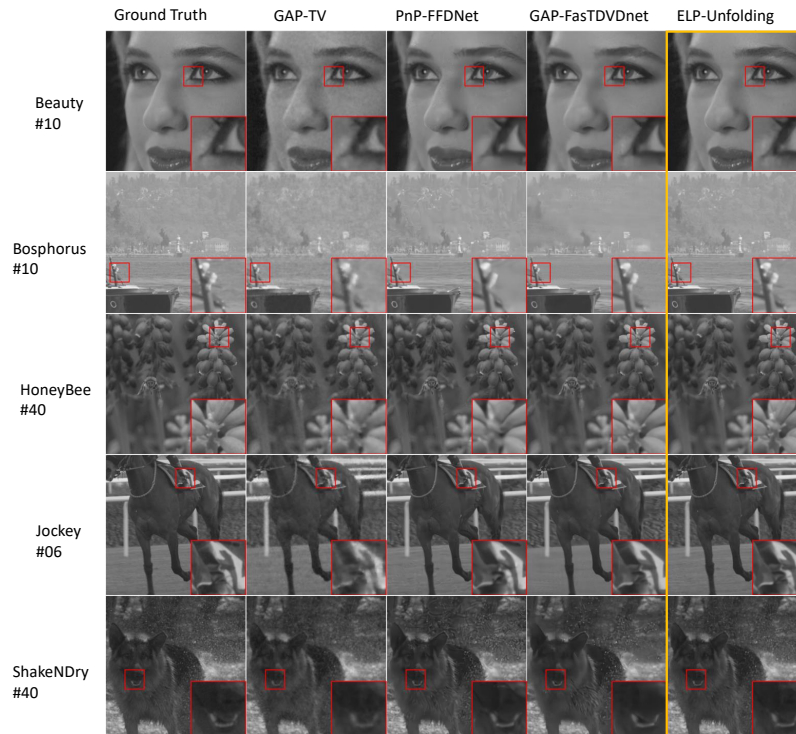 Ground Truth GAP-TV PnP-FFDNet GAP-FasTDVDnet ELP-Unfolding
Beauty
#10
Bosphorus
#10
HoneyBee
#40
Jockey
#06
ShakeNDry
#40